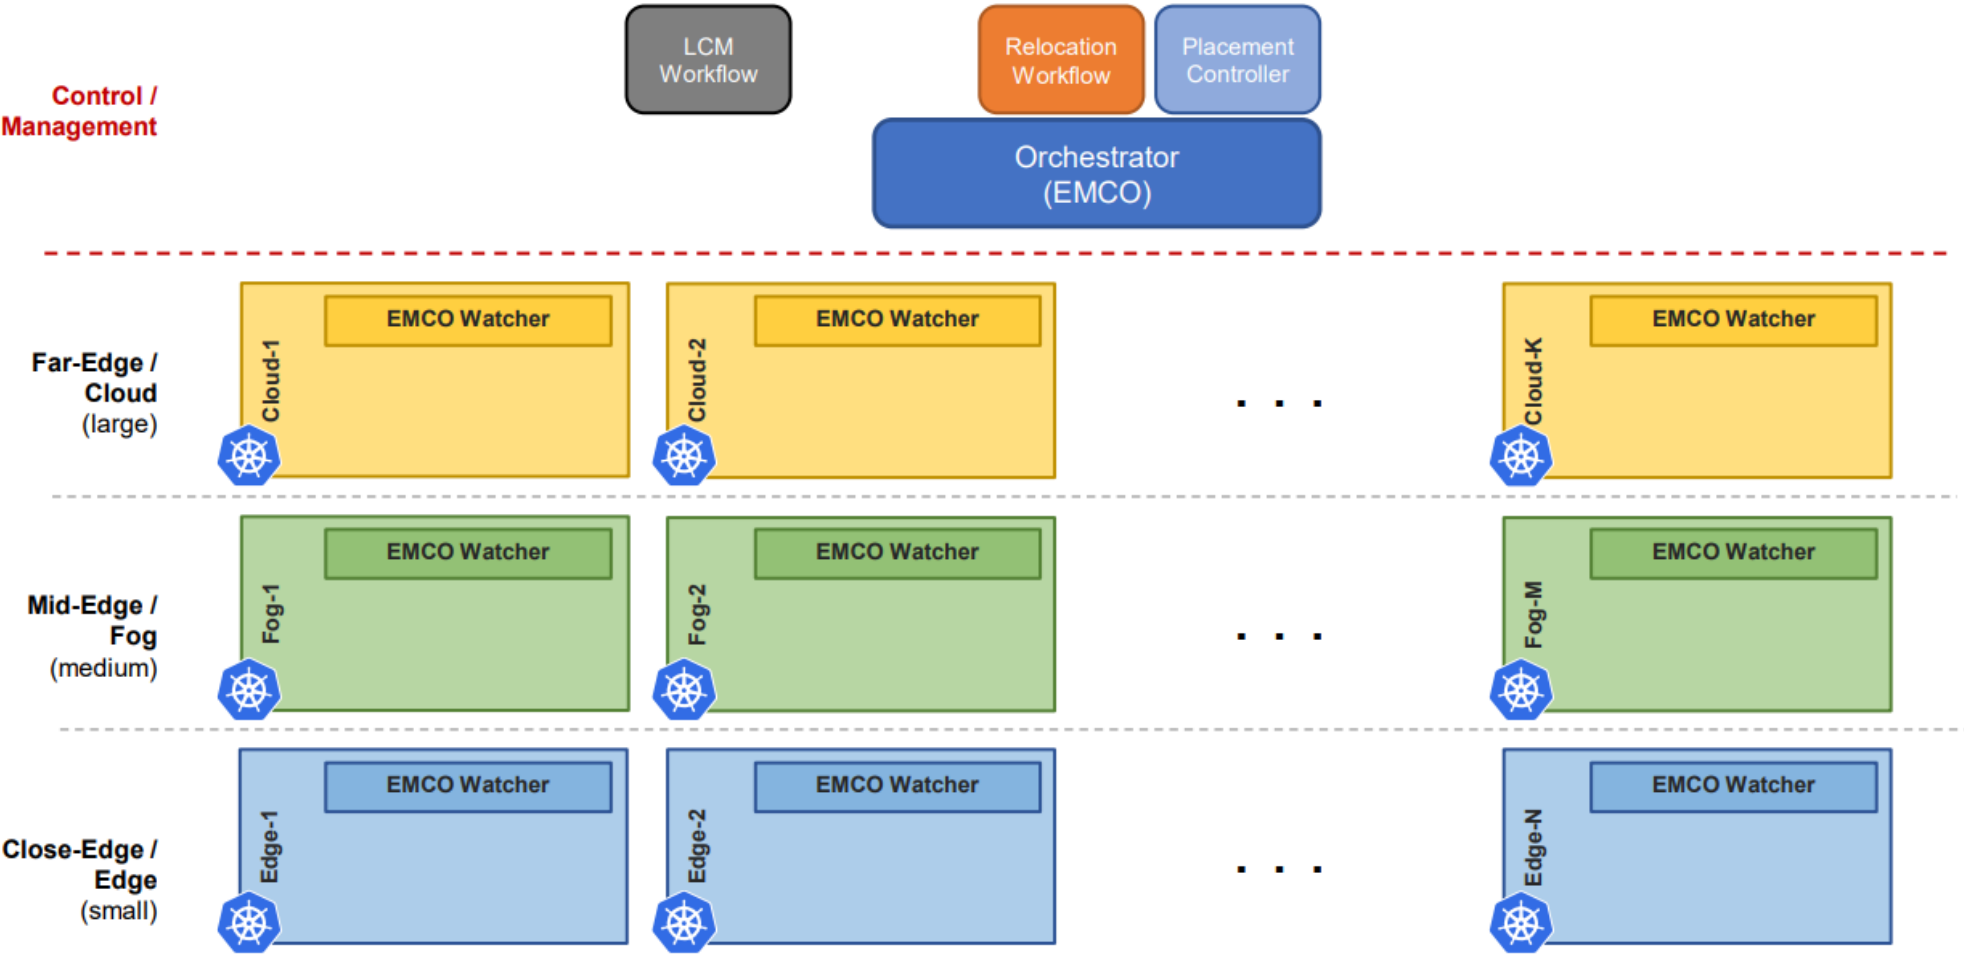 LCM
Workflow
Relocation
Workflow
Placement
Controller
Control /
Management
Orchestrator
(EMCO)
Far-Edge /
Cloud
(large)
Cloud-1
EMCO Watcher
Cloud-2
EMCO Watcher
. . .
Cloud-K
EMCO Watcher
Mid-Edge /
Fog
(medium)
Fog-1
EMCO Watcher
Fog-2
EMCO Watcher
. . .
Fog-M
EMCO Watcher
Close-Edge /
Edge
(small)
Edge-1
EMCO Watcher
Edge-2
EMCO Watcher
. . .
Edge-N
EMCO Watcher